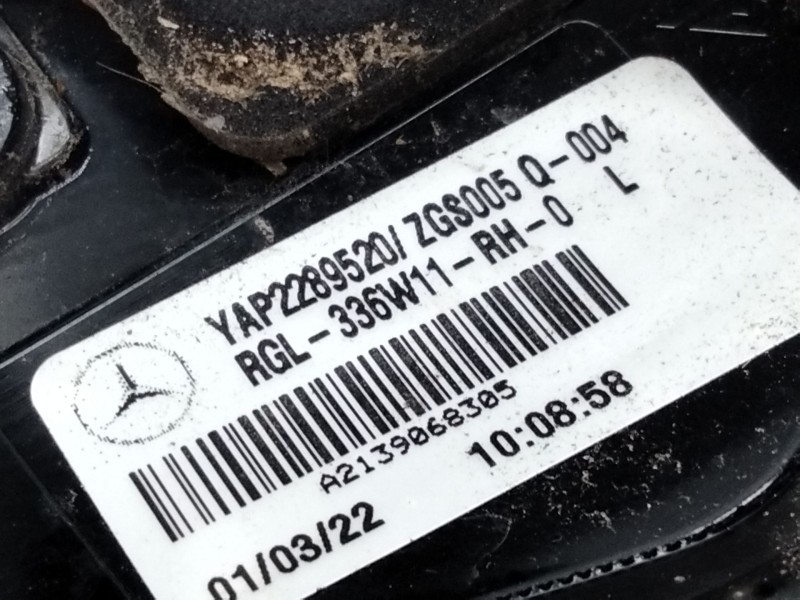 YAP2289520/ ZGS005 Q-004
RGL-336W11-RH-0 L
A2139068305
01/03/22 10:08:58